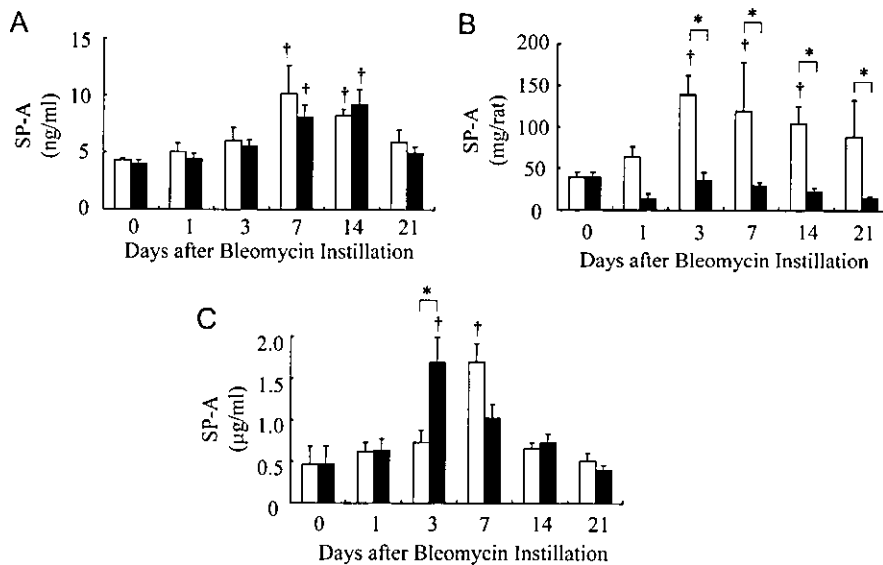 A
SP-A
(ng/ml)
15
10
5
0
† † † †
0 1 3 7 14 21
Days after Bleomycin Instillation
B
SP-A
(mg/rat)
200
150
100
50
0
* * * *
† † †
0 1 3 7 14 21
Days after Bleomycin Instillation
C
SP-A
(μg/ml)
2.0
1.5
1.0
0.5
0
*
† †
0 1 3 7 14 21
Days after Bleomycin Instillation